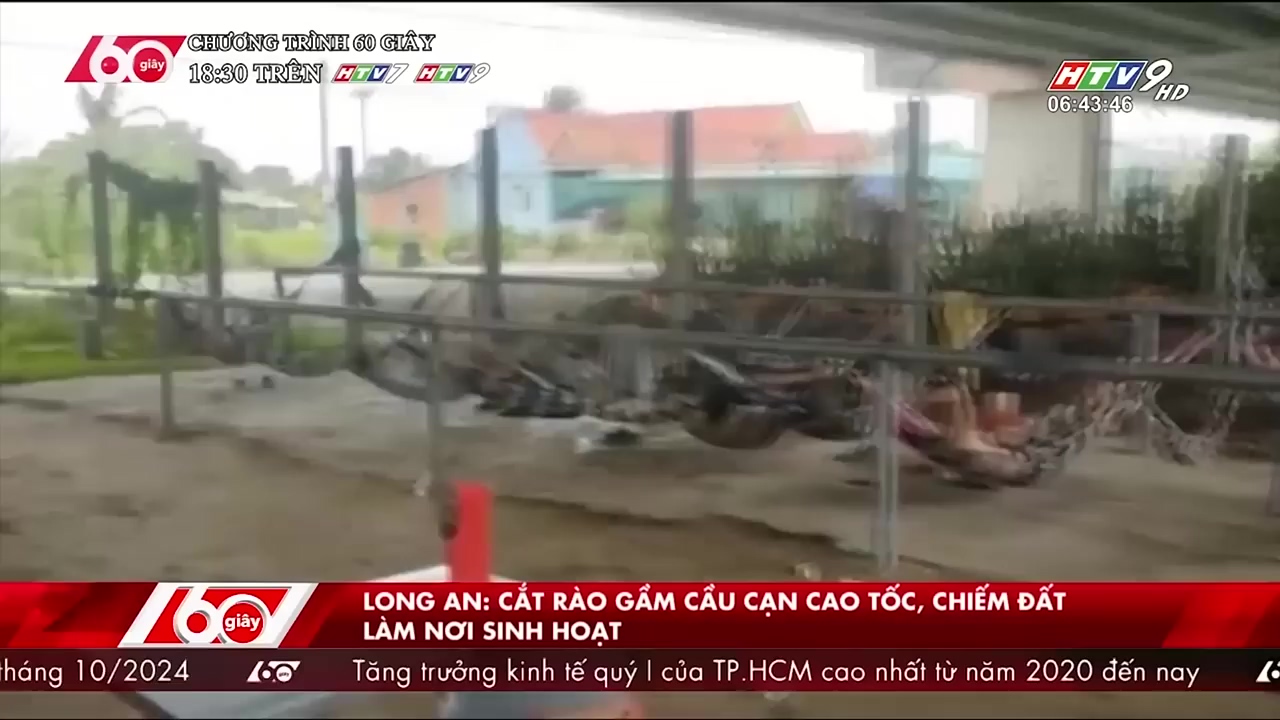 60 giây
CHƯƠNG TRÌNH 60 GIÂY
18:30 TRÊN HTV7 HTV9
HTV9 HD
06:43:46
60 giây
LONG AN: CẮT RÀO GẦM CẦU CẠN CAO TỐC, CHIẾM ĐẤT
LÀM NƠI SINH HOẠT
tháng 10/2024 60 giây Tăng trưởng kinh tế quý I của TP.HCM cao nhất từ năm 2020 đến nay